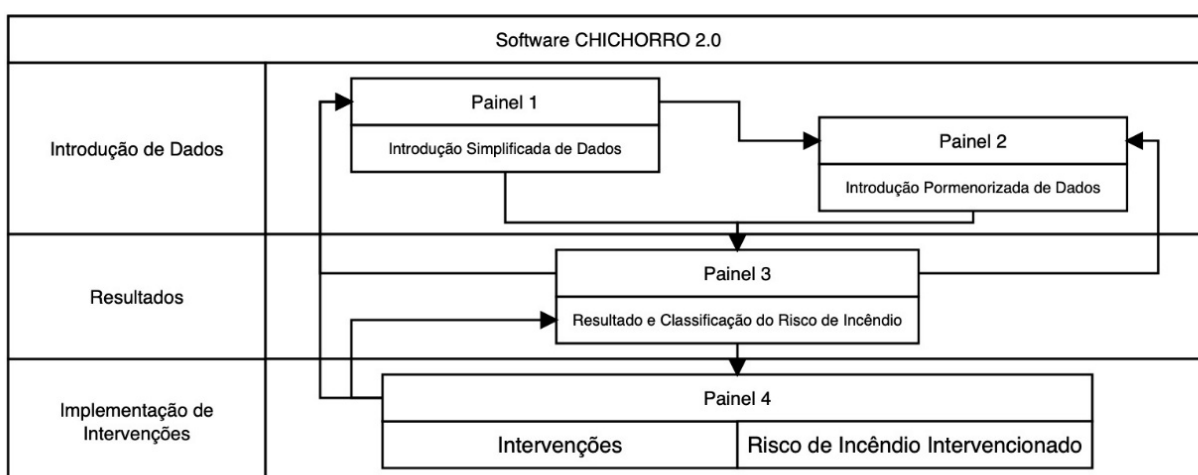 Software CHICHORRO 2.0
Introdução de Dados
Painel 1
Introdução Simplificada de Dados
Painel 2
Introdução Pormenorizada de Dados
Resultados
Painel 3
Resultado e Classificação do Risco de Incêndio
Implementação de
Intervenções
Painel 4
Intervenções
Risco de Incêndio Intervencionado